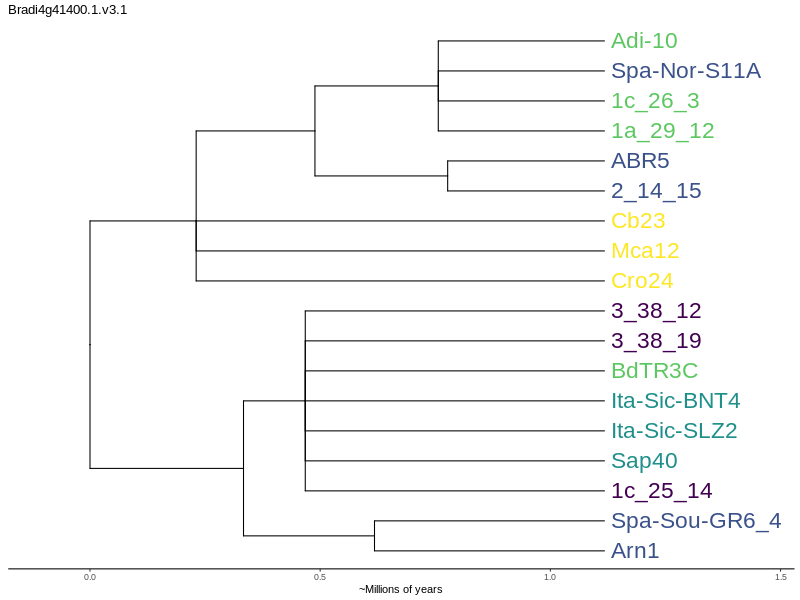 Bradi4g41400.1.v3.1
Adi-10
Spa-Nor-S11A
1c_26_3
1a_29_12
ABR5
2_14_15
Cb23
Mca12
Cro24
3_38_12
3_38_19
BdTR3C
Ita-Sic-BNT4
Ita-Sic-SLZ2
Sap40
1c_25_14
Spa-Sou-GR6_4
Arn1
0.0 0.5 1.0 1.5
~Millions of years